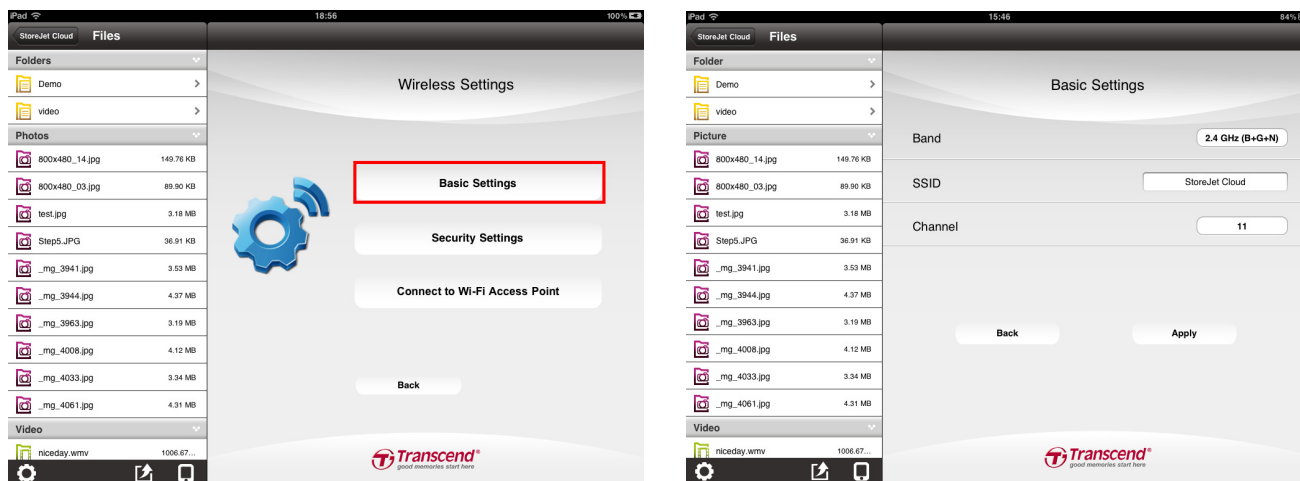 iPad 18:56 100%
StoreJet Cloud Files
Folders
Demo
video
Photos
800x480_14.jpg 149.76 KB
800x480_03.jpg 89.90 KB
test.jpg 3.18 MB
Step5.JPG 36.91 KB
_mg_3941.jpg 3.53 MB
_mg_3944.jpg 4.37 MB
_mg_3963.jpg 3.19 MB
_mg_4008.jpg 4.12 MB
_mg_4033.jpg 3.34 MB
_mg_4061.jpg 4.31 MB
Video
niceday.wmv 1006.67...
Wireless Settings
Basic Settings
Security Settings
Connect to Wi-Fi Access Point
Back
Transcend®
good memories start here
iPad 15:46 84%
StoreJet Cloud Files
Folder
Demo
video
Picture
800x480_14.jpg 149.76 KB
800x480_03.jpg 89.90 KB
test.jpg 3.18 MB
Step5.JPG 36.91 KB
_mg_3941.jpg 3.53 MB
_mg_3944.jpg 4.37 MB
_mg_3963.jpg 3.19 MB
_mg_4008.jpg 4.12 MB
_mg_4033.jpg 3.34 MB
_mg_4061.jpg 4.31 MB
Video
niceday.wmv 1006.67...
Basic Settings
Band 2.4 GHz (B+G+N)
SSID StoreJet Cloud
Channel 11
Back Apply
Transcend®
good memories start here